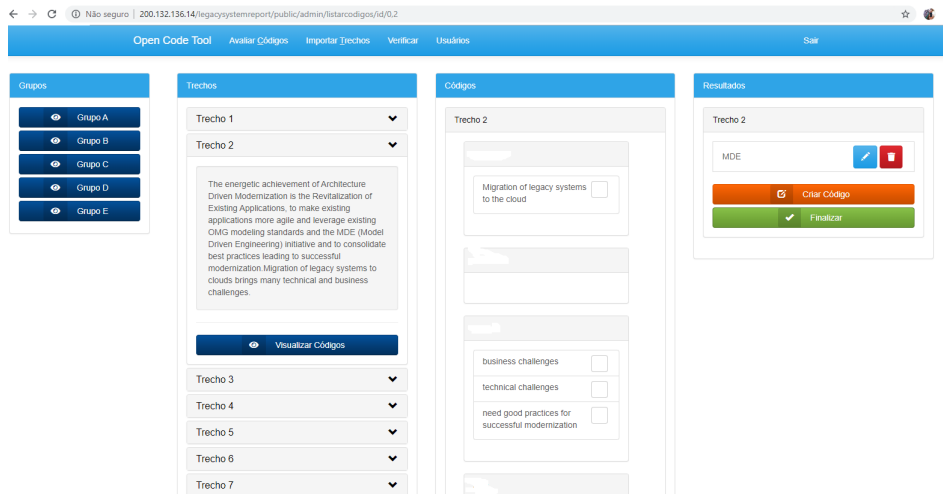 Não seguro | 200.132.136.14/legacysystemreport/public/admin/listarcodigos/id/0,2
Open Code Tool Avaliar Códigos Importar Trechos Verificar Usuários Sair
Grupos
Grupo A
Grupo B
Grupo C
Grupo D
Grupo E
Trechos
Trecho 1
Trecho 2
The energetic achievement of Architecture
Driven Modernization is the Revitalization of
Existing Applications, to make existing
applications more agile and leverage existing
OMG modeling standards and the MDE (Model
Driven Engineering) initiative and to consolidate
best practices leading to successful
modernization.Migration of legacy systems to
clouds brings many technical and business
challenges.
Visualizar Códigos
Trecho 3
Trecho 4
Trecho 5
Trecho 6
Trecho 7
Códigos
Trecho 2
Migration of legacy systems
to the cloud
business challenges
technical challenges
need good practices for
successful modernization
Resultados
Trecho 2
MDE
Criar Código
Finalizar